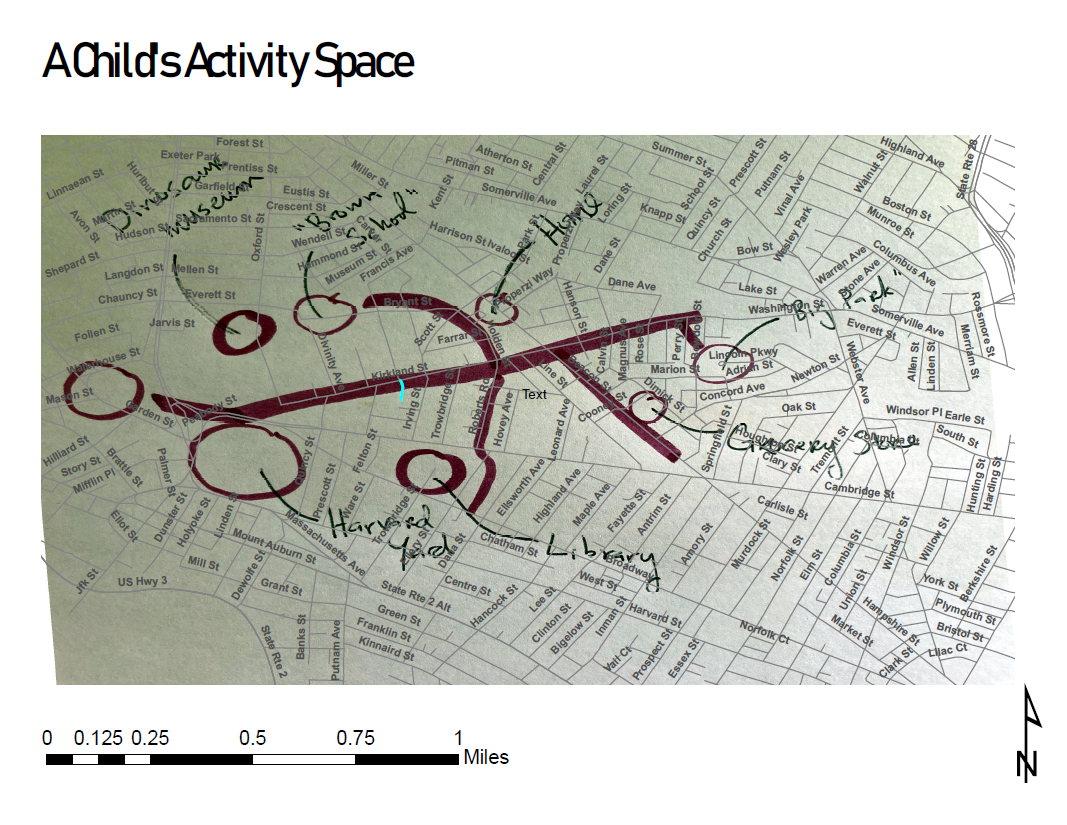 A Child's Activity Space
Forest St
Exeter Park
Prentiss St
Linnaean St
Hurlbut
Garfield
Eustis St
Crescent St
Sacramento St
Avon St
Martin St
Hudson St
Oxford St
Wendell St
Hammond St
Museum St
Francis Ave
Miller St
Kent St
Pitman St
Atherton St
Central St
Somerville Ave
Laurel St
Loring St
Summer St
School St
Prescott St
Putnam St
Knapp St
Quincy St
Church St
Vinal Ave
Wesley Park
Walnut St
Highland Ave
State Rte 28
Boston St
Munroe St
Columbus Ave
Warren Ave
Stone Ave
Bow St
Harrison St
Ivaloo St
Park St
Properzi Way
Dane St
Dane Ave
Lake St
Washington St
Somerville Ave
Everett St
Rossmore St
Merriam St
Allen St
Linden St
Webster Ave
Newton St
Dinosaur
museum
"Brown
School"
Home
"Big Park"
Shepard St
Langdon St
Mellen St
Chauncy St
Everett St
Jarvis St
Follen St
Waterhouse St
Mason St
Garden St
Peabody St
Bryant St
Scott St
Farrar St
Holden St
Divinity Ave
Kirkland St
Irving St
Trowbridge St
Roberts Rd
Hovey Ave
Text
Hanson St
Calvin St
Magnus Ave
Rose St
Perry St
Marion St
Lincoln Pkwy
Adrian St
Concord Ave
Dimick St
Beacon St
Line St
Cooney St
Leonard Ave
Oak St
Springfield St
Houghton St
Clary St
Tremont St
Columbia St
Windsor Pl
Earle St
South St
Hunting St
Harding St
Cambridge St
Grocery store
Harvard
Yard
Library
Hilliard St
Story St
Mifflin Pl
Brattle St
Palmer St
Eliot St
Dunster St
Holyoke St
Linden St
Quincy St
Prescott St
Ware St
Felton St
Trowbridge St
Dana St
Ellsworth Ave
Highland Ave
Maple Ave
Fayette St
Antrim St
Amory St
Carlisle St
Murdock St
Norfolk St
Elm St
Columbia St
Windsor St
Willow St
Berkshire St
York St
Plymouth St
Bristol St
Lilac Ct
Hampshire St
Union St
Market St
Clark St
Norfolk Ct
Massachusetts Ave
Mount Auburn St
Mill St
Dewolfe St
Grant St
Jfk St
US Hwy 3
State Rte 2
Banks St
Putnam Ave
State Rte 2 Alt
Green St
Franklin St
Kinnaird St
Centre St
Hancock St
Chatham St
Broadway
West St
Lee St
Clinton St
Bigelow St
Inman St
Harvard St
Vail Ct
Prospect St
Essex St
0 0.125 0.25 0.5 0.75 1
Miles
N